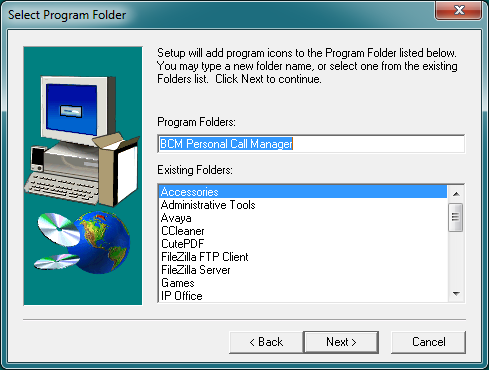 Select Program Folder
Setup will add program icons to the Program Folder listed below.
You may type a new folder name, or select one from the existing
Folders list.  Click Next to continue.
Program Folders:
BCM Personal Call Manager
Existing Folders:
Accessories
Administrative Tools
Avaya
CCleaner
CutePDF
FileZilla FTP Client
FileZilla Server
Games
IP Office
< Back
Next >
Cancel